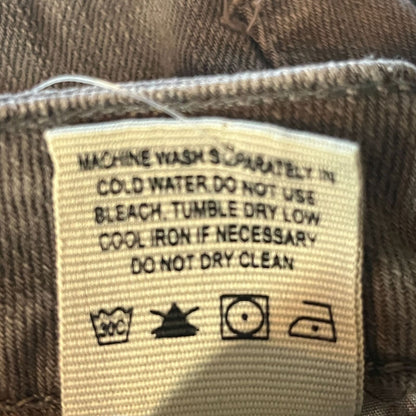 MACHINE WASH SEPARATELY IN
COLD WATER.DO NOT USE
BLEACH. TUMBLE DRY LOW
COOL IRON IF NECESSARY
DO NOT DRY CLEAN
30C